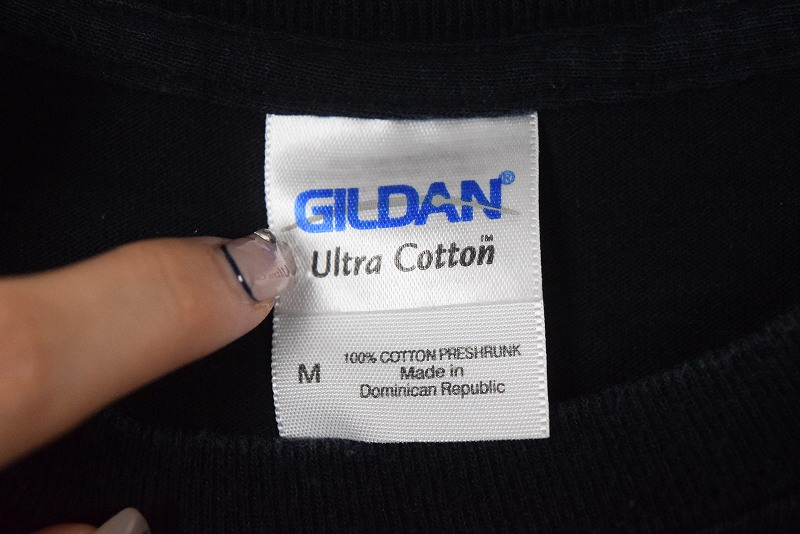 GILDAN®
Ultra Cotton™
M
100% COTTON PRESHRUNK
Made in
Dominican Republic